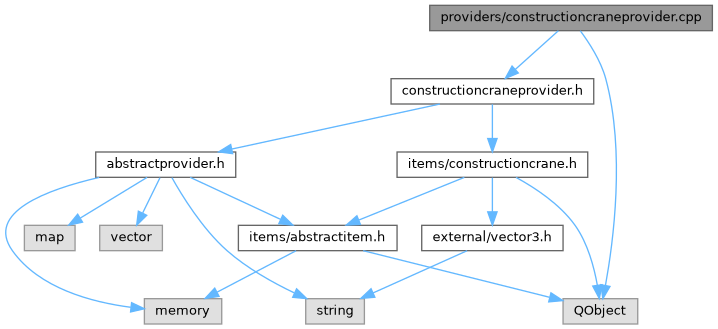 providers/constructioncraneprovider.cpp
constructioncraneprovider.h
abstractprovider.h
items/constructioncrane.h
map
vector
items/abstractitem.h
external/vector3.h
memory
string
QObject